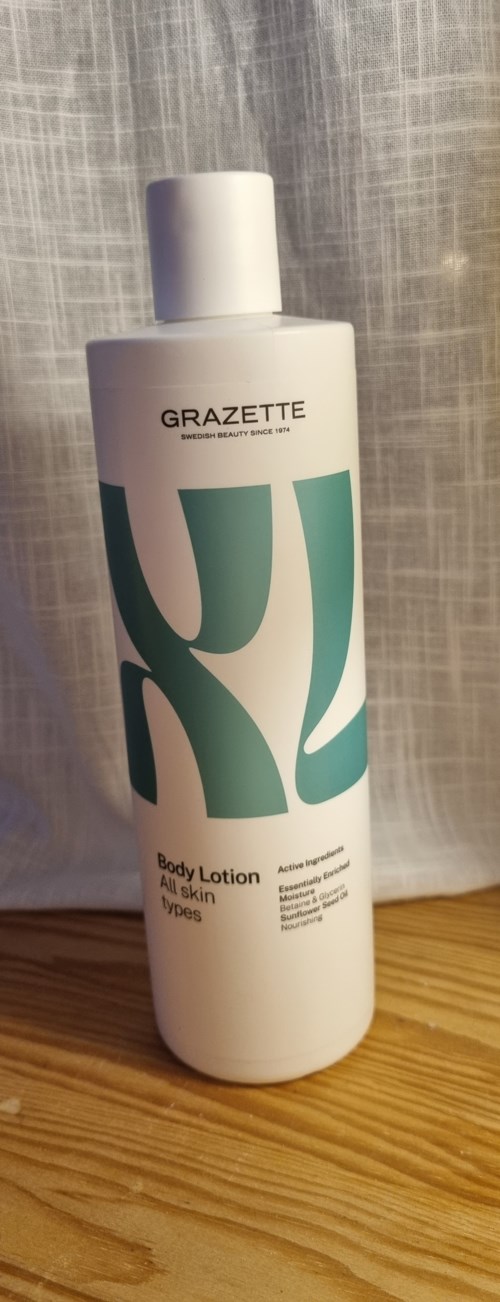 GRAZETTE
SWEDISH BEAUTY SINCE 1974
XL
Body Lotion
All skin
types
Active Ingredients
Essentially Enriched
Moisture
Betaine & Glycerin
Sunflower Seed Oil
Nourishing